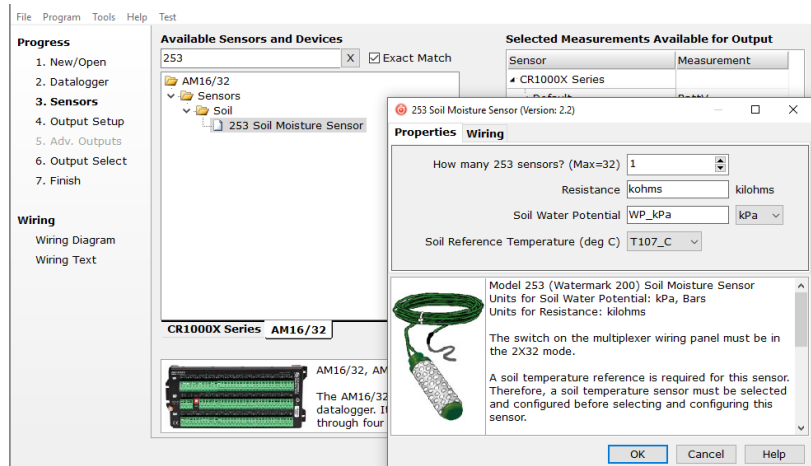 File Program Tools Help Test
Progress
1. New/Open
2. Datalogger
3. Sensors
4. Output Setup
5. Adv. Outputs
6. Output Select
7. Finish
Wiring
Wiring Diagram
Wiring Text
Available Sensors and Devices
253 X Exact Match
AM16/32
Sensors
Soil
253 Soil Moisture Sensor
CR1000X Series AM16/32
AM16/32, AM
The AM16/32
datalogger. I
through four
Selected Measurements Available for Output
Sensor Measurement
CR1000X Series
Default BattV
253 Soil Moisture Sensor (Version: 2.2)
Properties Wiring
How many 253 sensors? (Max=32) 1
Resistance kohms kilohms
Soil Water Potential WP_kPa kPa
Soil Reference Temperature (deg C) T107_C
Model 253 (Watermark 200) Soil Moisture Sensor
Units for Soil Water Potential: kPa, Bars
Units for Resistance: kilohms
The switch on the multiplexer wiring panel must be in
the 2X32 mode.
A soil temperature reference is required for this sensor.
Therefore, a soil temperature sensor must be selected
and configured before selecting and configuring this
sensor.
OK Cancel Help